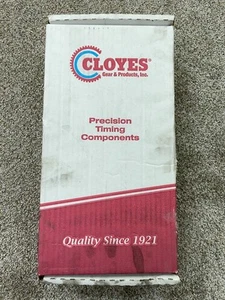 CLOYES®
Gear & Products, Inc.
Precision
Timing
Components
Quality Since 1921